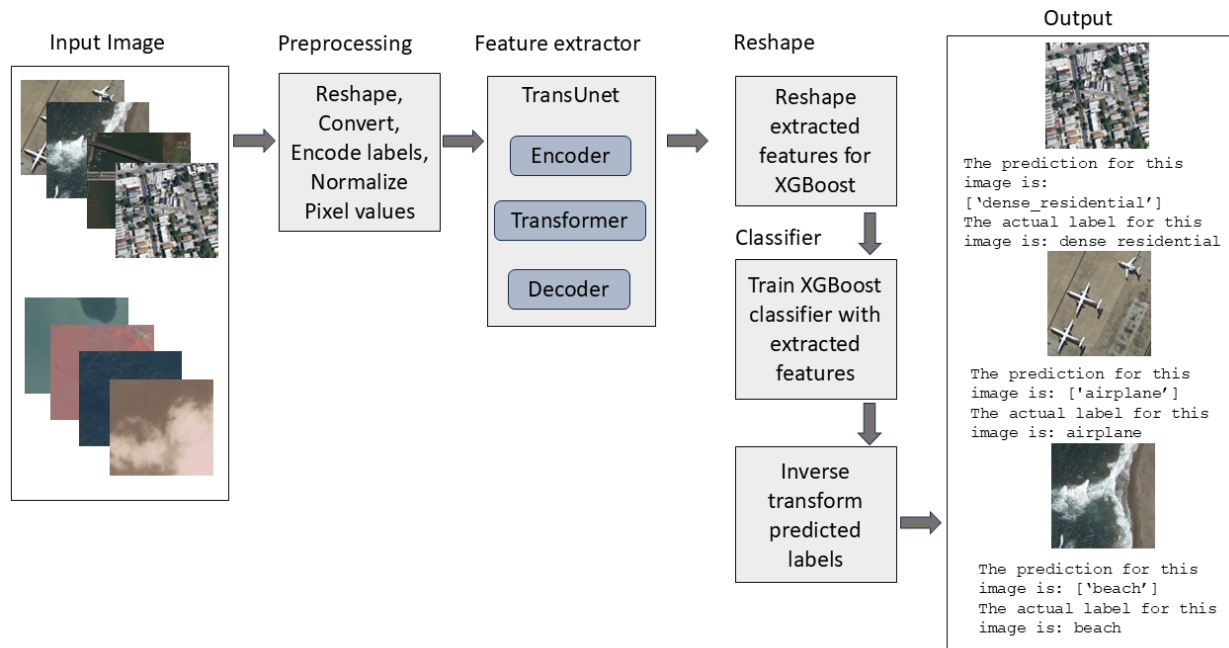 Input Image
Preprocessing
Reshape,
Convert,
Encode labels,
Normalize
Pixel values
Feature extractor
TransUnet
Encoder
Transformer
Decoder
Reshape
Reshape
extracted
features for
XGBoost
Classifier
Train XGBoost
classifier with
extracted
features
Inverse
transform
predicted
labels
Output
The prediction for this
image is:
[‘dense_residential’]
The actual label for this
image is: dense residential
The prediction for this
image is: ['airplane’]
The actual label for this
image is: airplane
The prediction for this
image is: [‘beach’]
The actual label for this
image is: beach